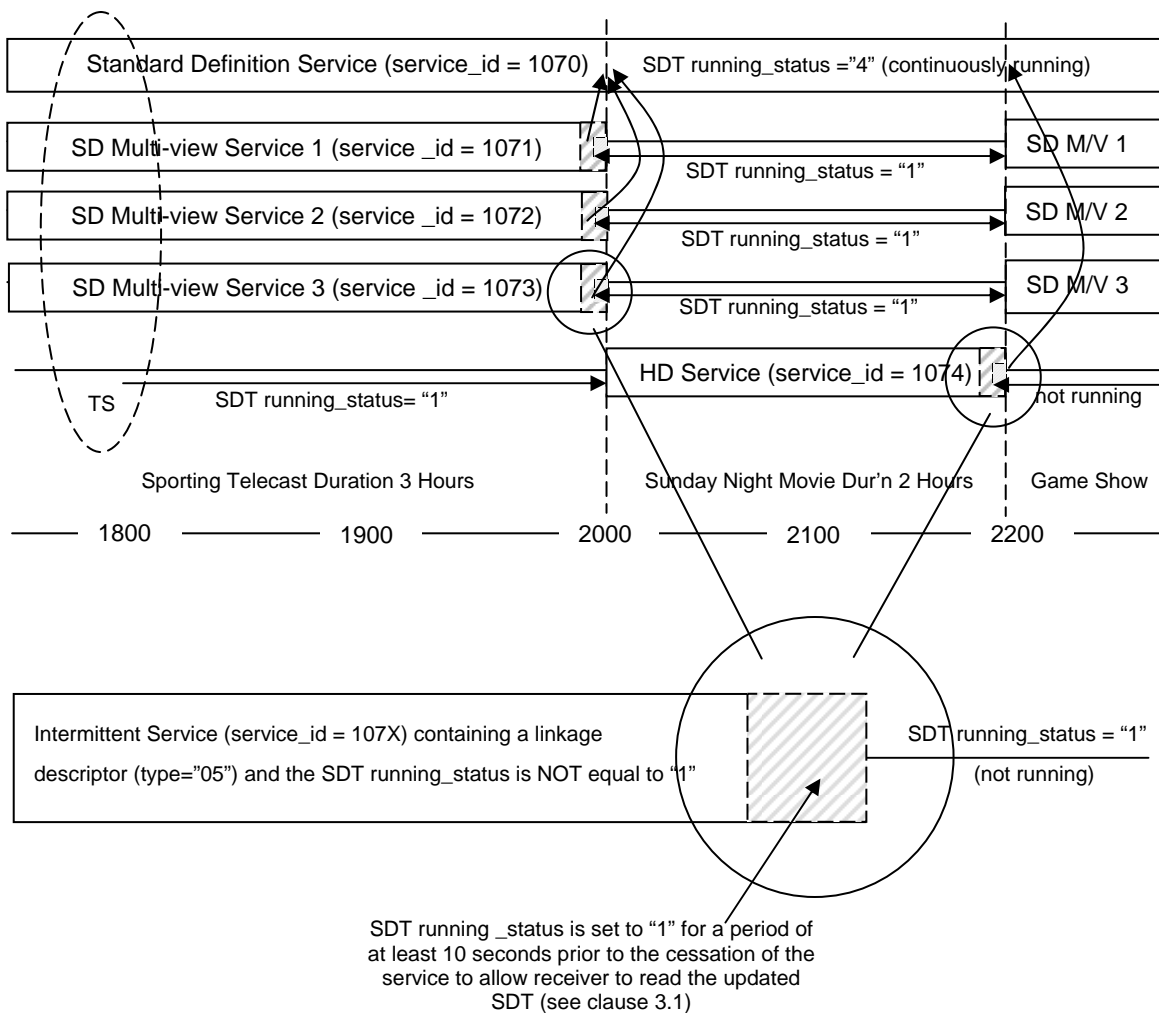 Standard Definition Service (service_id = 1070)
SDT running_status ="4" (continuously running)
SD Multi-view Service 1 (service _id = 1071)
SD M/V 1
SDT running_status = “1”
SD Multi-view Service 2 (service _id = 1072)
SD M/V 2
SDT running_status = “1”
SD Multi-view Service 3 (service _id = 1073)
SD M/V 3
SDT running_status = “1”
HD Service (service_id = 1074)
TS
SDT running_status= “1”
not running
Sporting Telecast Duration 3 Hours
Sunday Night Movie Dur'n 2 Hours
Game Show
1800
1900
2000
2100
2200
Intermittent Service (service_id = 107X) containing a linkage
descriptor (type=”05”) and the SDT running_status is NOT equal to “1”
SDT running_status = “1”
(not running)
SDT running _status is set to “1” for a period of
at least 10 seconds prior to the cessation of the
service to allow receiver to read the updated
SDT (see clause 3.1)